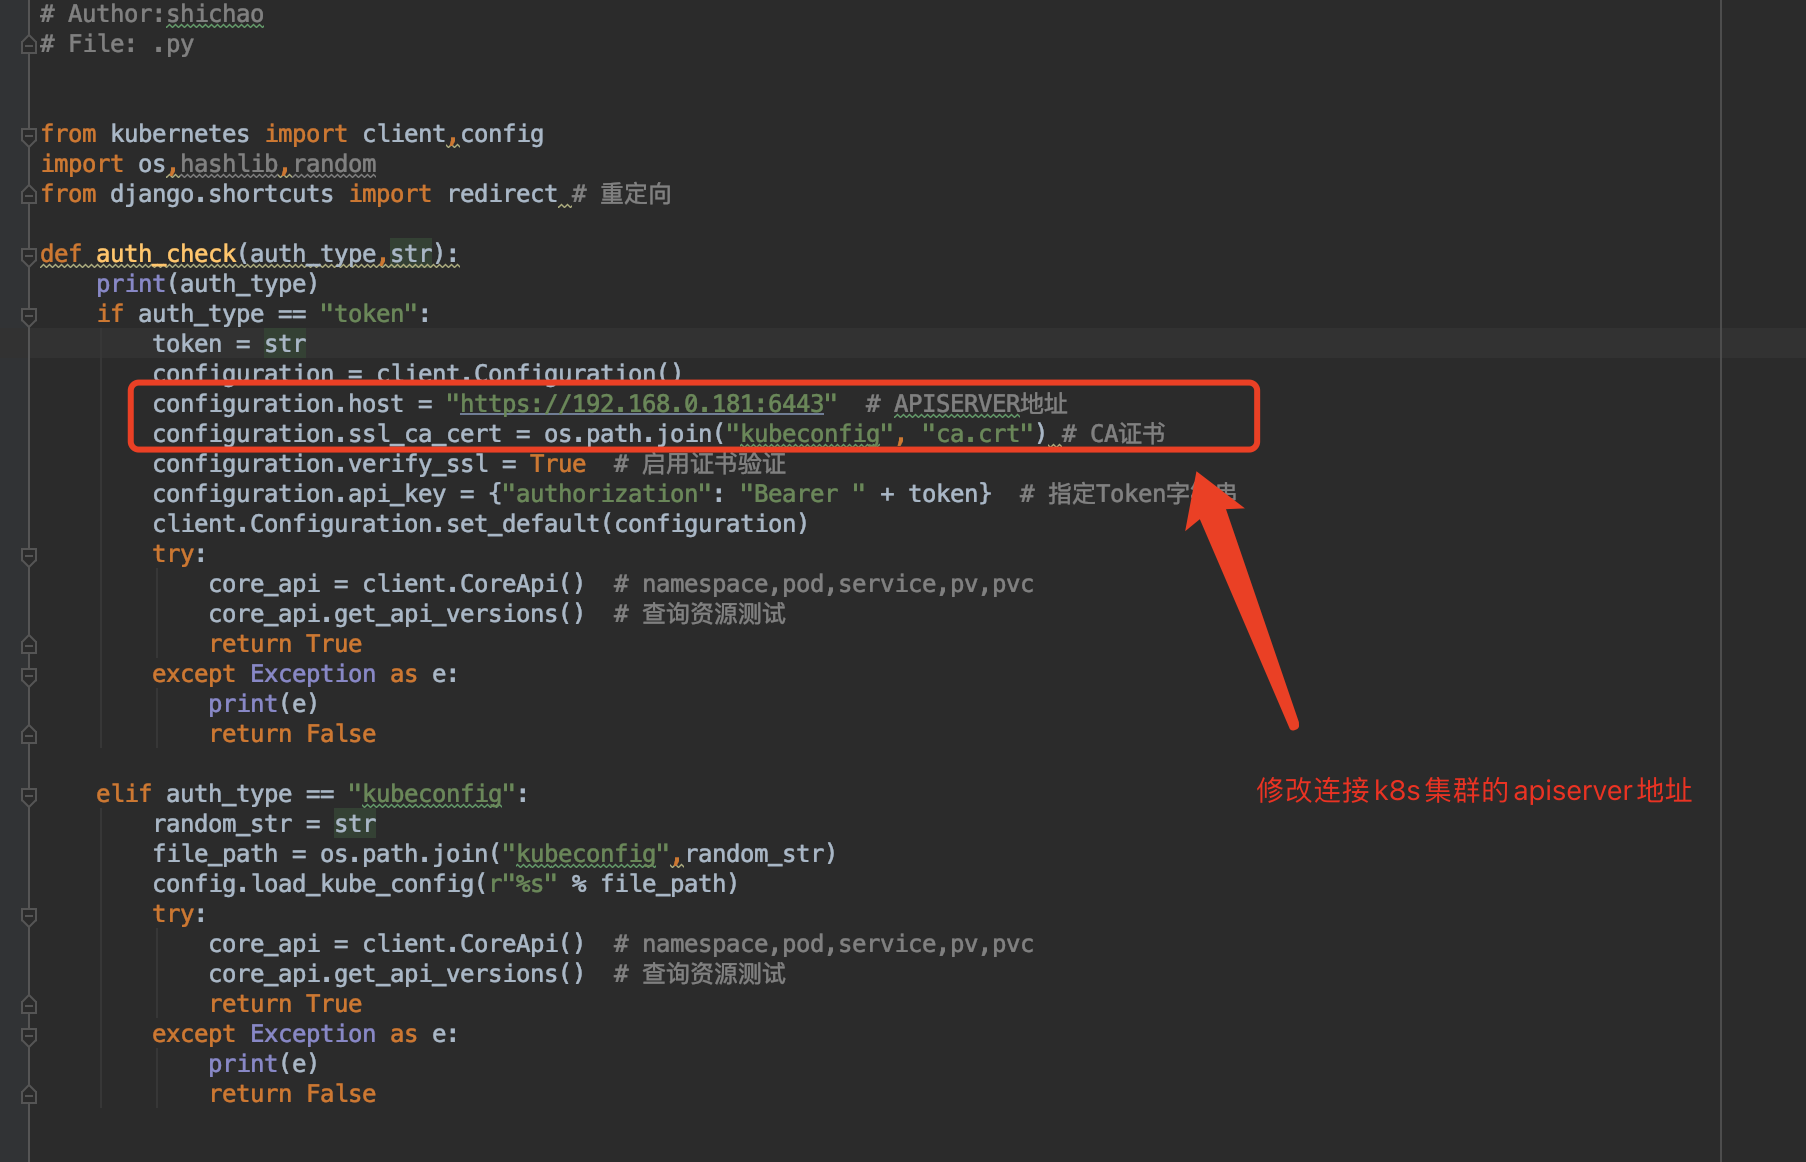 # Author:shichao
# File: .py
from kubernetes import client,config
import os,hashlib,random
from django.shortcuts import redirect # 重定向
def auth_check(auth_type,str):
print(auth_type)
if auth_type == "token":
token = str
configuration = client.Configuration()
configuration.host = "https://192.168.0.181:6443" # APISERVER地址
configuration.ssl_ca_cert = os.path.join("kubeconfig", "ca.crt") # CA证书
configuration.verify_ssl = True # 启用证书验证
configuration.api_key = {"authorization": "Bearer " + token} # 指定Token字符串
client.Configuration.set_default(configuration)
try:
core_api = client.CoreApi() # namespace,pod,service,pv,pvc
core_api.get_api_versions() # 查询资源测试
return True
except Exception as e:
print(e)
return False
elif auth_type == "kubeconfig":
random_str = str
file_path = os.path.join("kubeconfig",random_str)
config.load_kube_config(r"%s" % file_path)
try:
core_api = client.CoreApi() # namespace,pod,service,pv,pvc
core_api.get_api_versions() # 查询资源测试
return True
except Exception as e:
print(e)
return False
修改连接k8s集群的apiserver地址